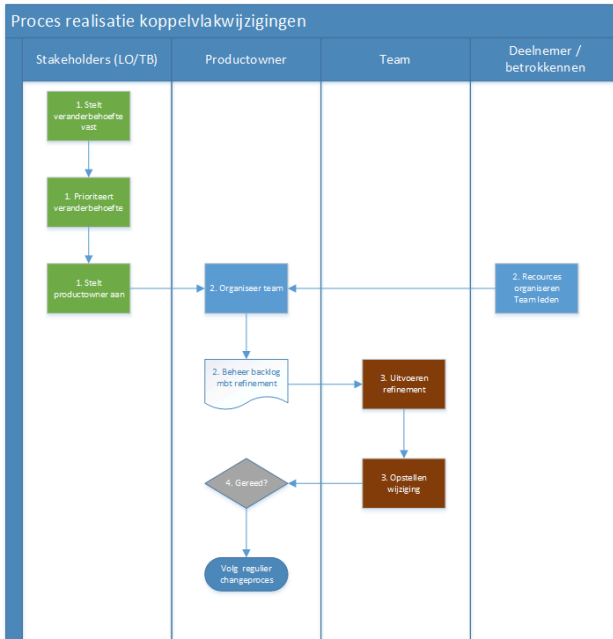 Proces realisatie koppelvlakwijzigingen
Stakeholders (LO/TB)
Productowner
Team
Deelnemer /
betrokkennen
1. Stelt
veranderbehoefte
vast
1. Prioriteert
veranderbehoefte
1. Stelt
productowner aan
2. Organiseer team
2. Recources
organiseren
Team leden
2. Beheer backlog
mbt refinement
3. Uitvoeren
refinement
4. Gereed?
3. Opstellen
wijziging
Volg regulier
changeproces